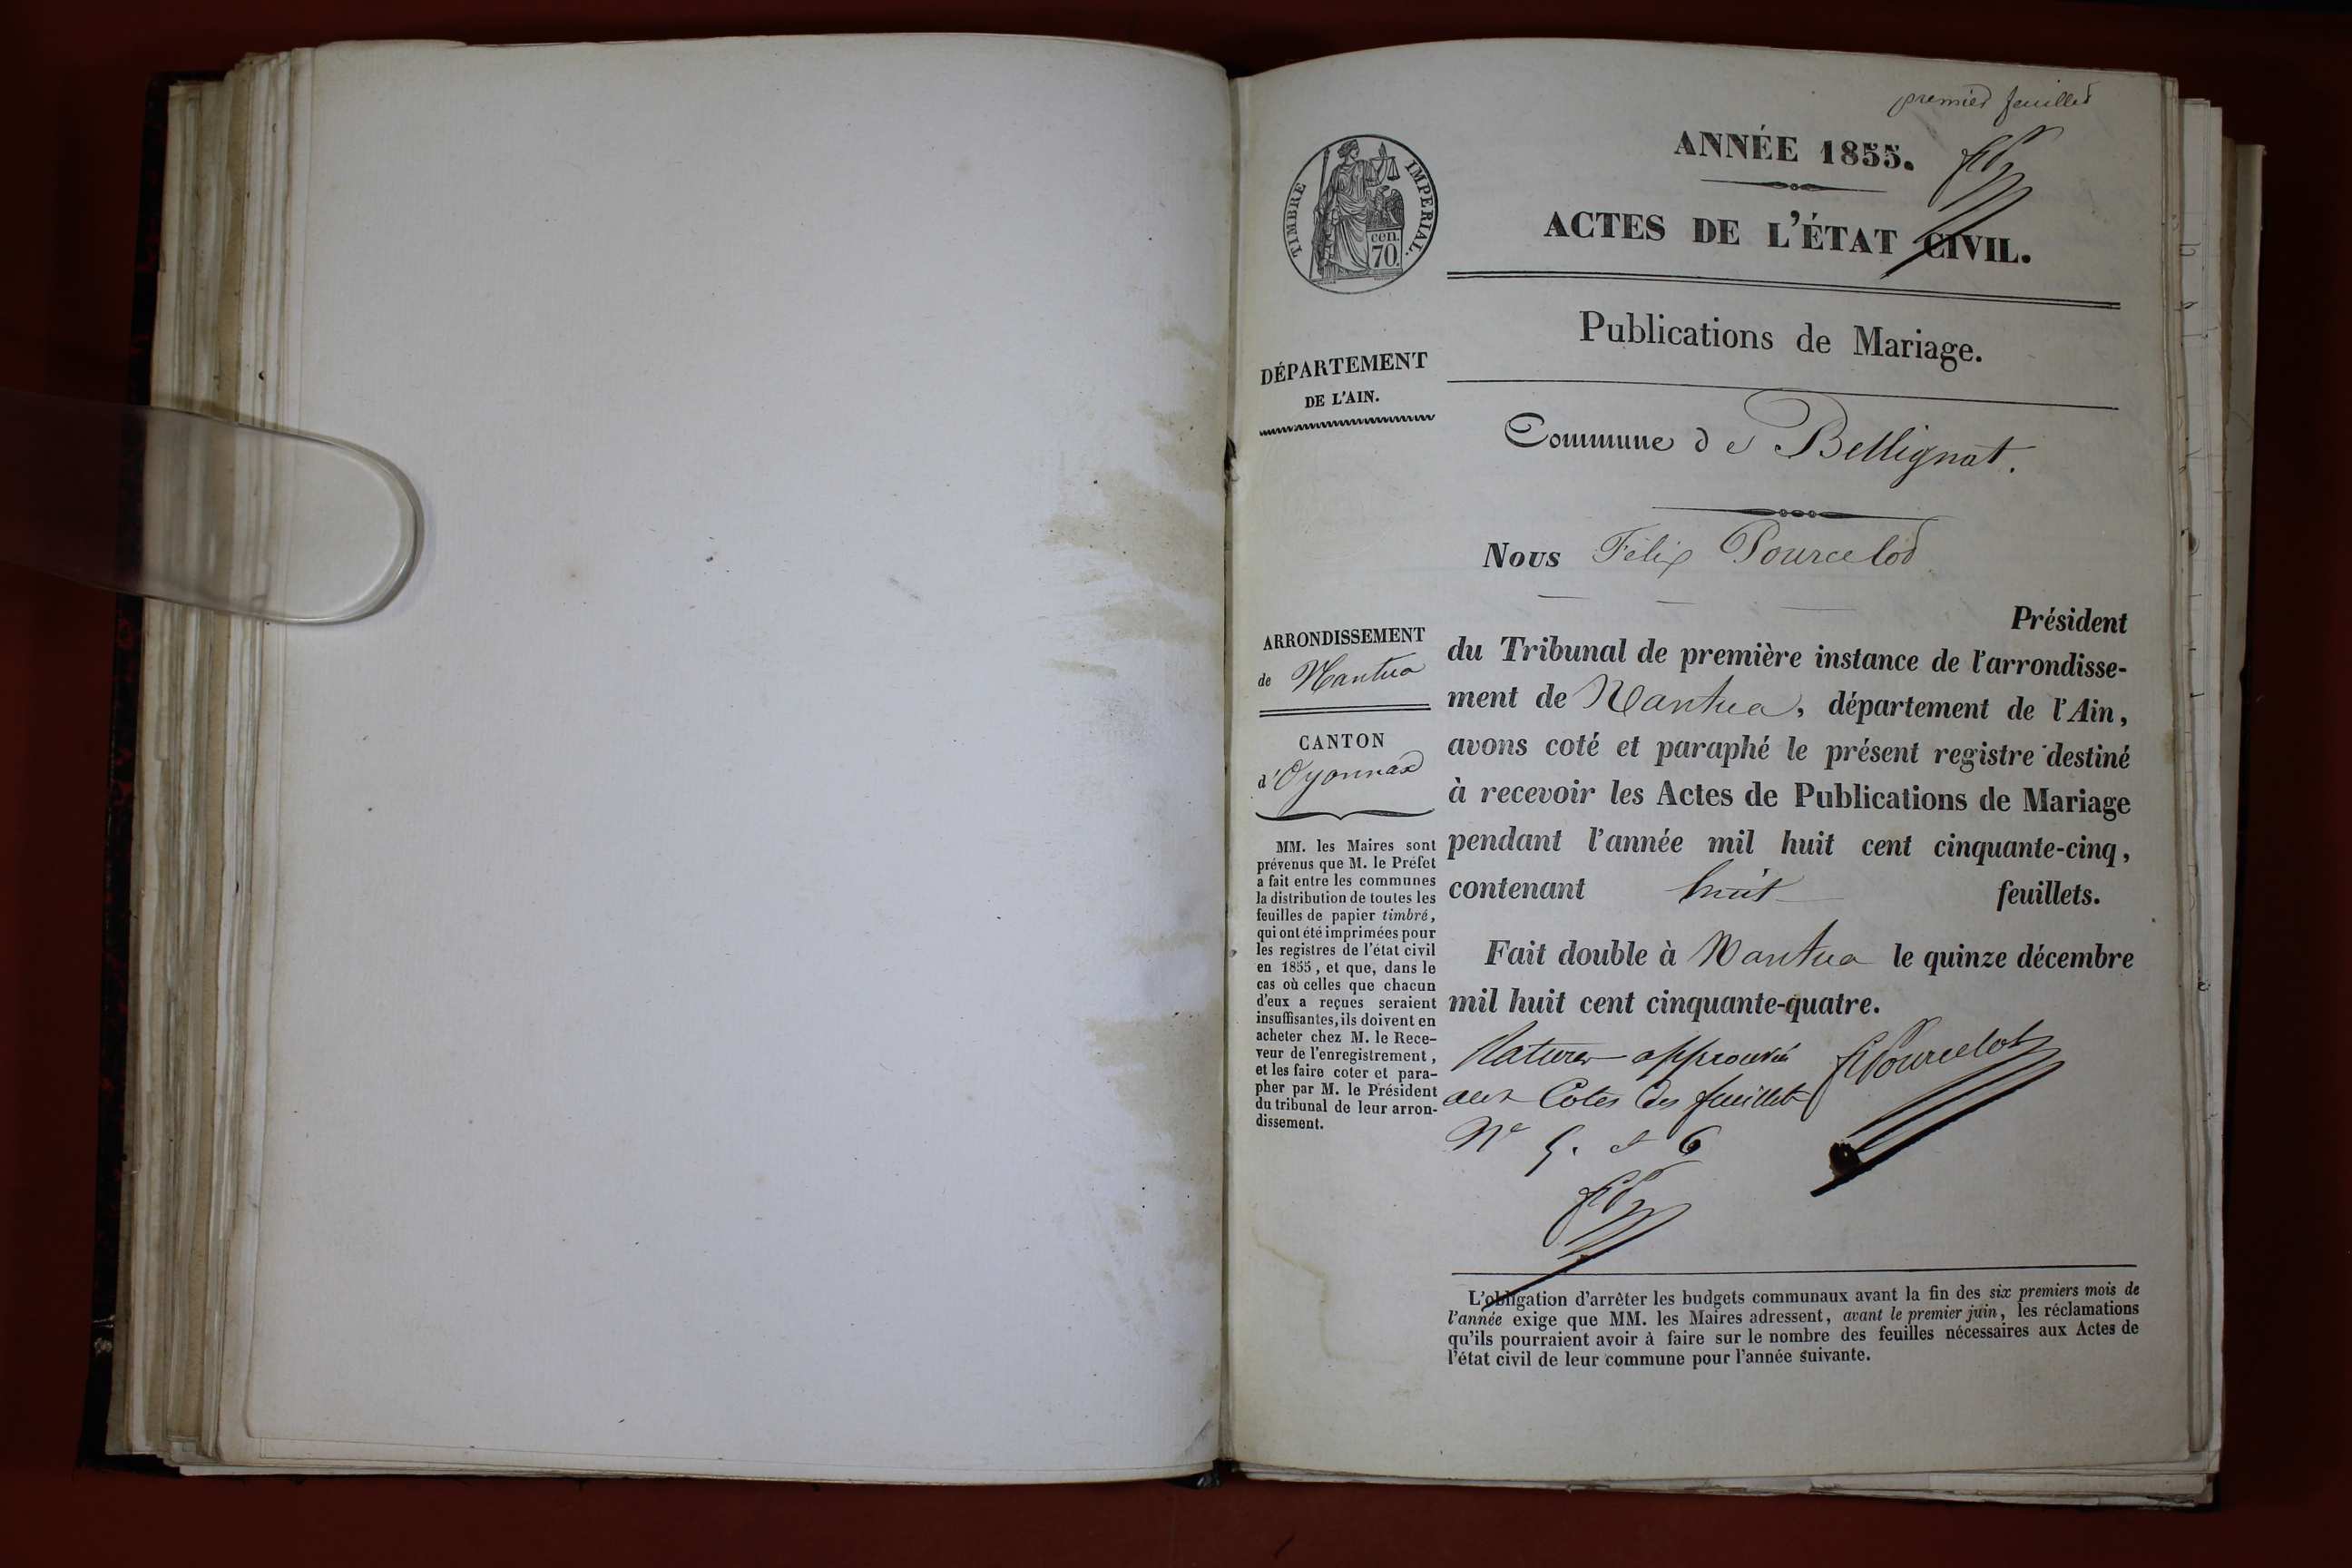 premier feuillet
ANNÉE 1855.
TIMBRE IMPERIAL.
cen.
70.
ACTES DE L'ÉTAT CIVIL.
Publications de Mariage.
DÉPARTEMENT
DE L'AIN.
Commune de Bellignat.
Nous Félix Pourcelot
Président
du Tribunal de première instance de l'arrondisse-
ment de Nantua, département de l'Ain,
avons coté et paraphé le présent registre destiné
à recevoir les Actes de Publications de Mariage
pendant l'année mil huit cent cinquante-cinq,
contenant huit feuillets.
Fait double à Nantua le quinze décembre
mil huit cent cinquante-quatre.
ARRONDISSEMENT
de Nantua
CANTON
d'Oyonnax
MM. les Maires sont
prévenus que M. le Préfet
a fait entre les communes
la distribution de toutes les
feuilles de papier timbré,
qui ont été imprimées pour
les registres de l'état civil
en 1855, et que, dans le
cas où celles que chacun
d'eux a reçues seraient
insuffisantes, ils doivent en
acheter chez M. le Rece-
veur de l'enregistrement,
et les faire coter et para-
pher par M. le Président
du tribunal de leur arron-
dissement.
Ratures approuvées
aux Cotes des feuillets
Nº 5. et 6
FPourcelot
L'obligation d'arrêter les budgets communaux avant la fin des six premiers mois de
l'année exige que MM. les Maires adressent, avant le premier juin, les réclamations
qu'ils pourraient avoir à faire sur le nombre des feuilles nécessaires aux Actes de
l'état civil de leur commune pour l'année suivante.